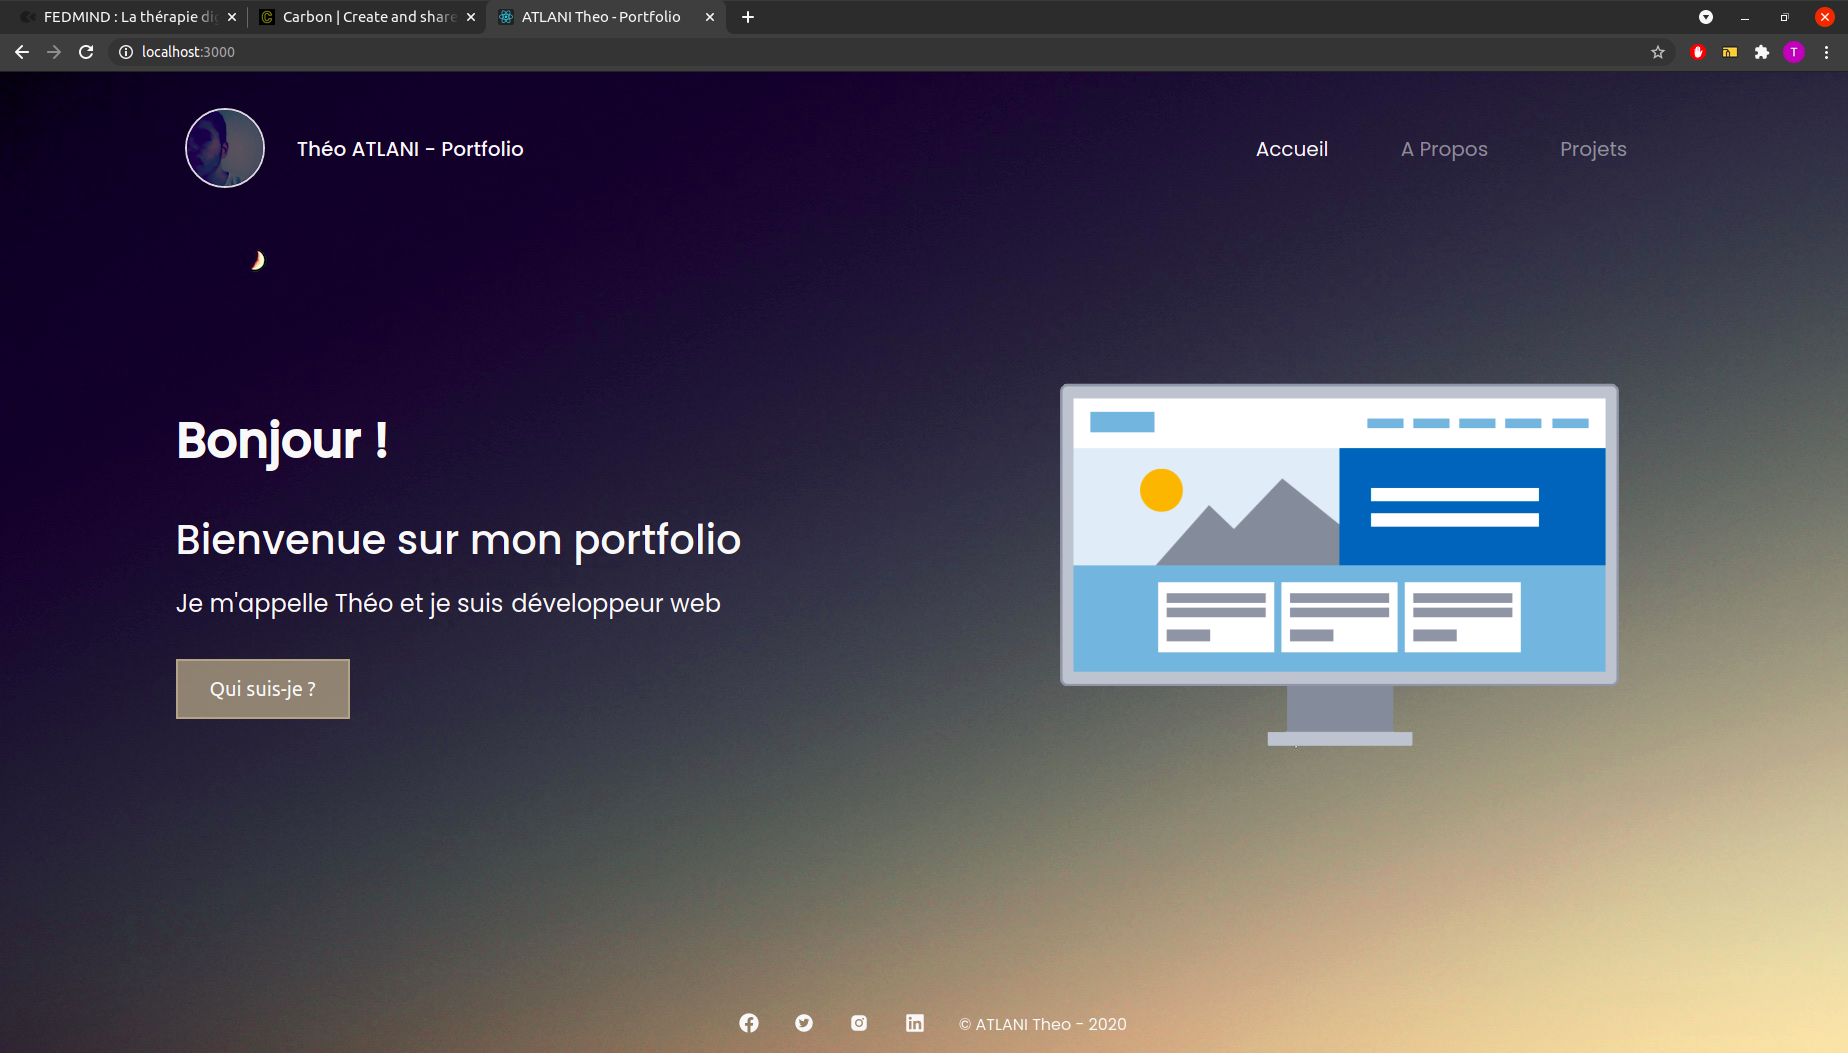 FEDMIND : La thérapie di
Carbon | Create and share
ATLANI Theo - Portfolio
localhost:3000
T
Théo ATLANI - Portfolio
Accueil
A Propos
Projets
Bonjour !
Bienvenue sur mon portfolio
Je m'appelle Théo et je suis développeur web
Qui suis-je ?
© ATLANI Theo - 2020